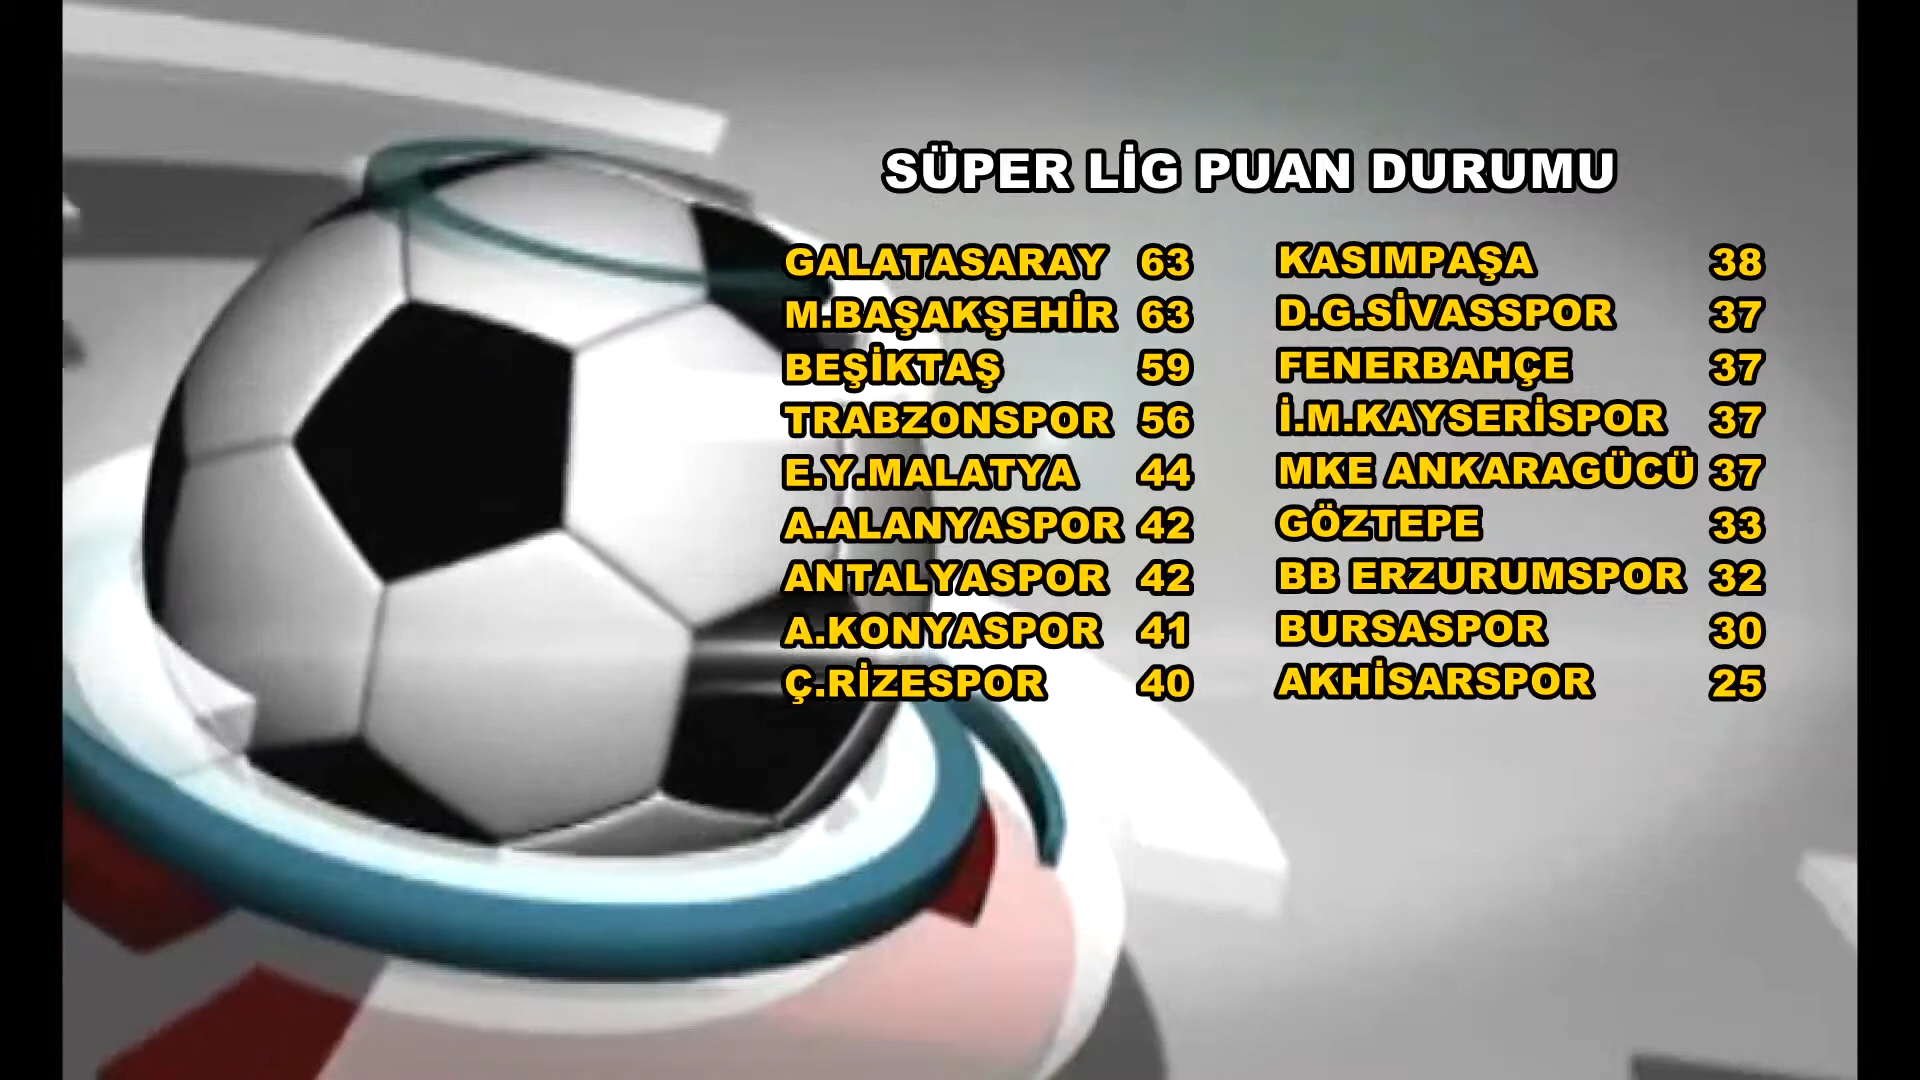 SÜPER LİG PUAN DURUMU
GALATASARAY 63
M.BAŞAKŞEHİR 63
BEŞİKTAŞ 59
TRABZONSPOR 56
E.Y.MALATYA 44
A.ALANYASPOR 42
ANTALYASPOR 42
A.KONYASPOR 41
Ç.RİZESPOR 40
KASIMPAŞA 38
D.G.SİVASSPOR 37
FENERBAHÇE 37
İ.M.KAYSERİSPOR 37
MKE ANKARAGÜCÜ 37
GÖZTEPE 33
BB ERZURUMSPOR 32
BURSASPOR 30
AKHİSARSPOR 25